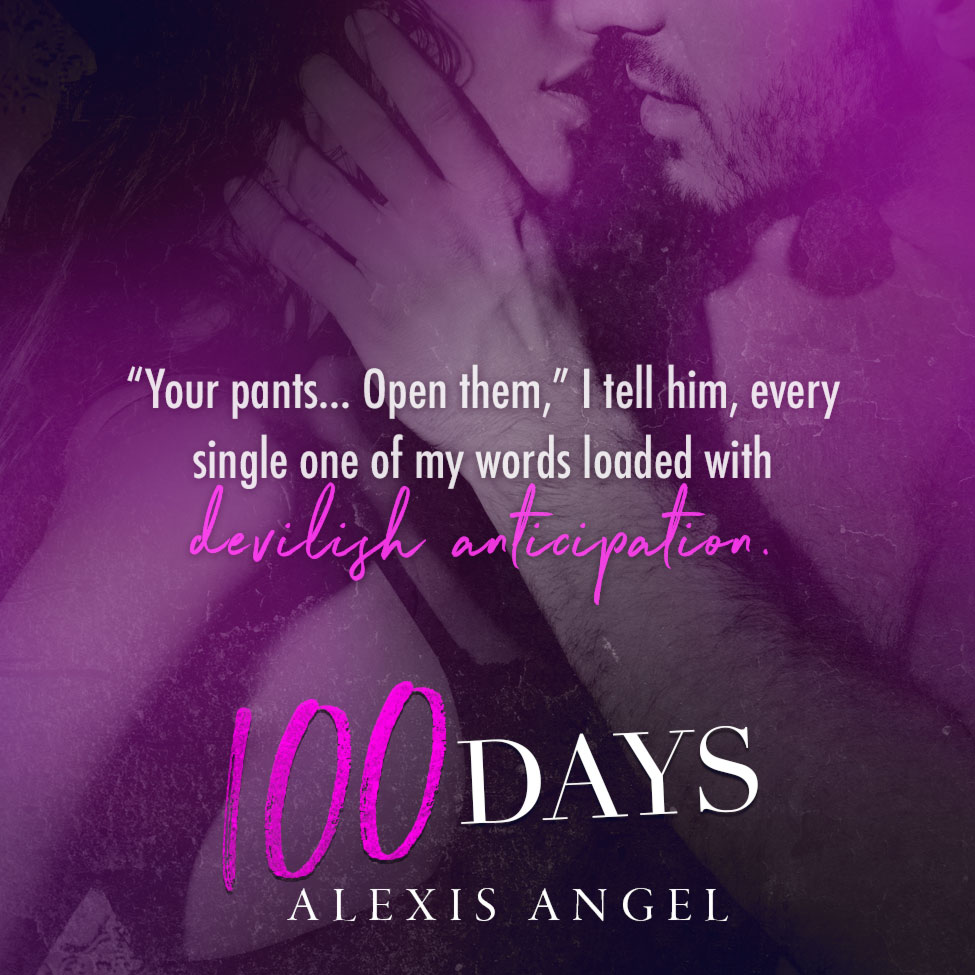 “Your pants... Open them,” I tell him, every
single one of my words loaded with
devilish anticipation.
100 DAYS
ALEXIS ANGEL